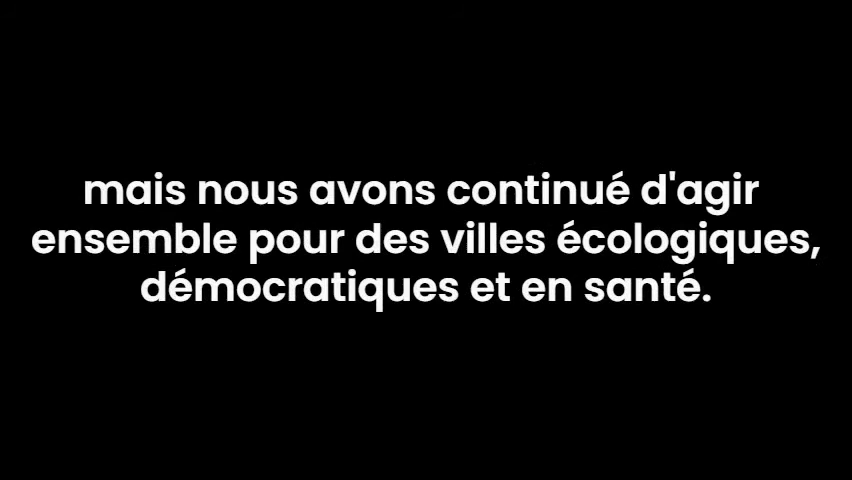 mais nous avons continué d'agir
ensemble pour des villes écologiques,
démocratiques et en santé.